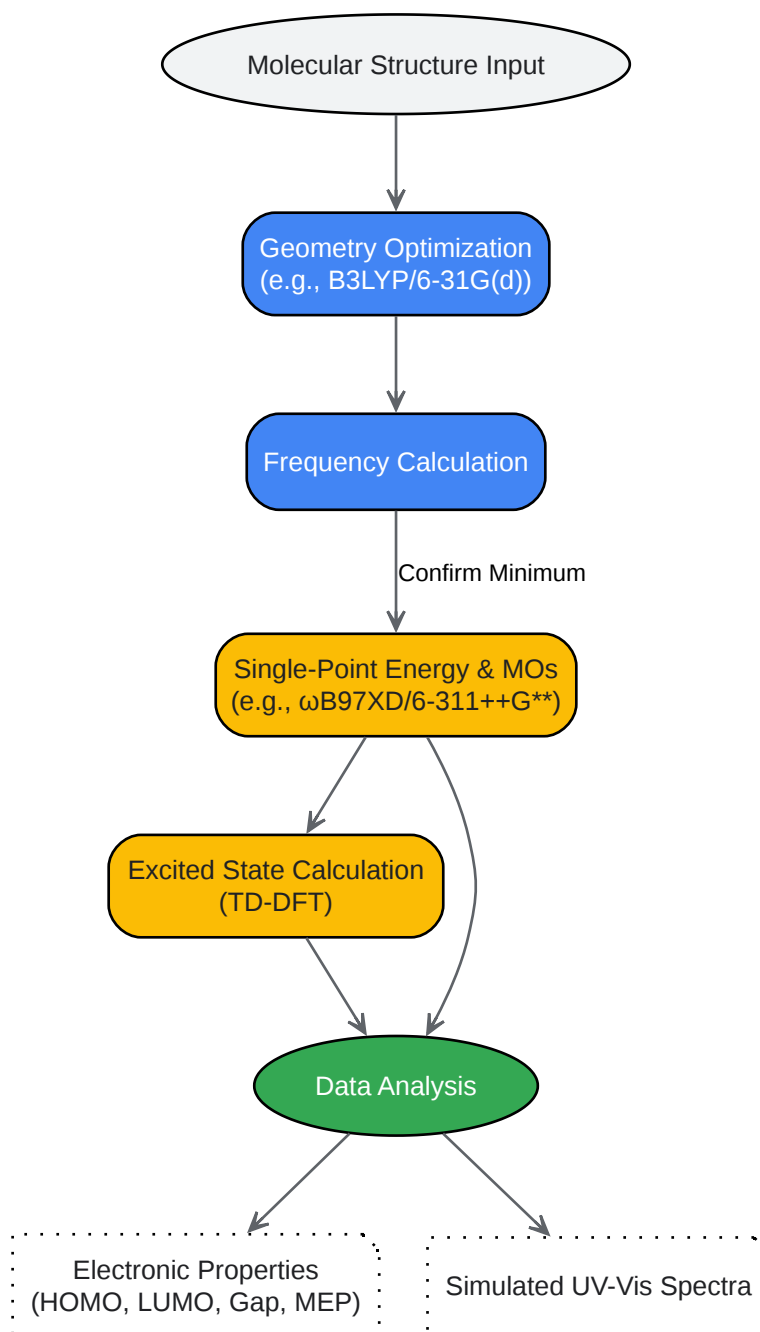 Molecular Structure Input
Geometry Optimization
(e.g., B3LYP/6-31G(d))
Frequency Calculation
Confirm Minimum
Single-Point Energy & MOs
(e.g., ωB97XD/6-311++G**)
Excited State Calculation
(TD-DFT)
Data Analysis
Electronic Properties
(HOMO, LUMO, Gap, MEP)
Simulated UV-Vis Spectra